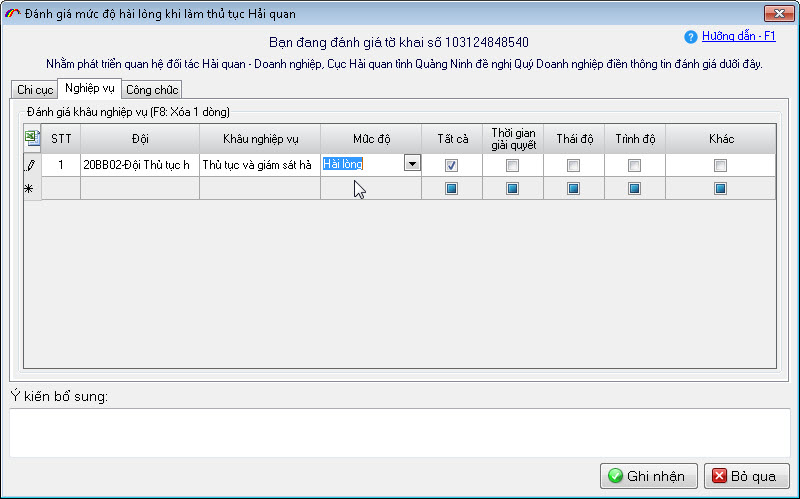 Đánh giá mức độ hài lòng khi làm thủ tục Hải quan
Bạn đang đánh giá tờ khai số 103124848540
Hướng dẫn - F1
Nhằm phát triển quan hệ đối tác Hải quan - Doanh nghiệp, Cục Hải quan tỉnh Quảng Ninh đề nghị Quý Doanh nghiệp điền thông tin đánh giá dưới đây.
Chi cục Nghiệp vụ Công chức
Đánh giá khâu nghiệp vụ (F8: Xóa 1 dòng)
STT Đội Khâu nghiệp vụ Mức độ Tất cả Thời gian giải quyết Thái độ Trình độ Khác
1 20BB02-Đội Thủ tục h Thủ tục và giám sát hà Hài lòng
Ý kiến bổ sung:
Ghi nhận Bỏ qua